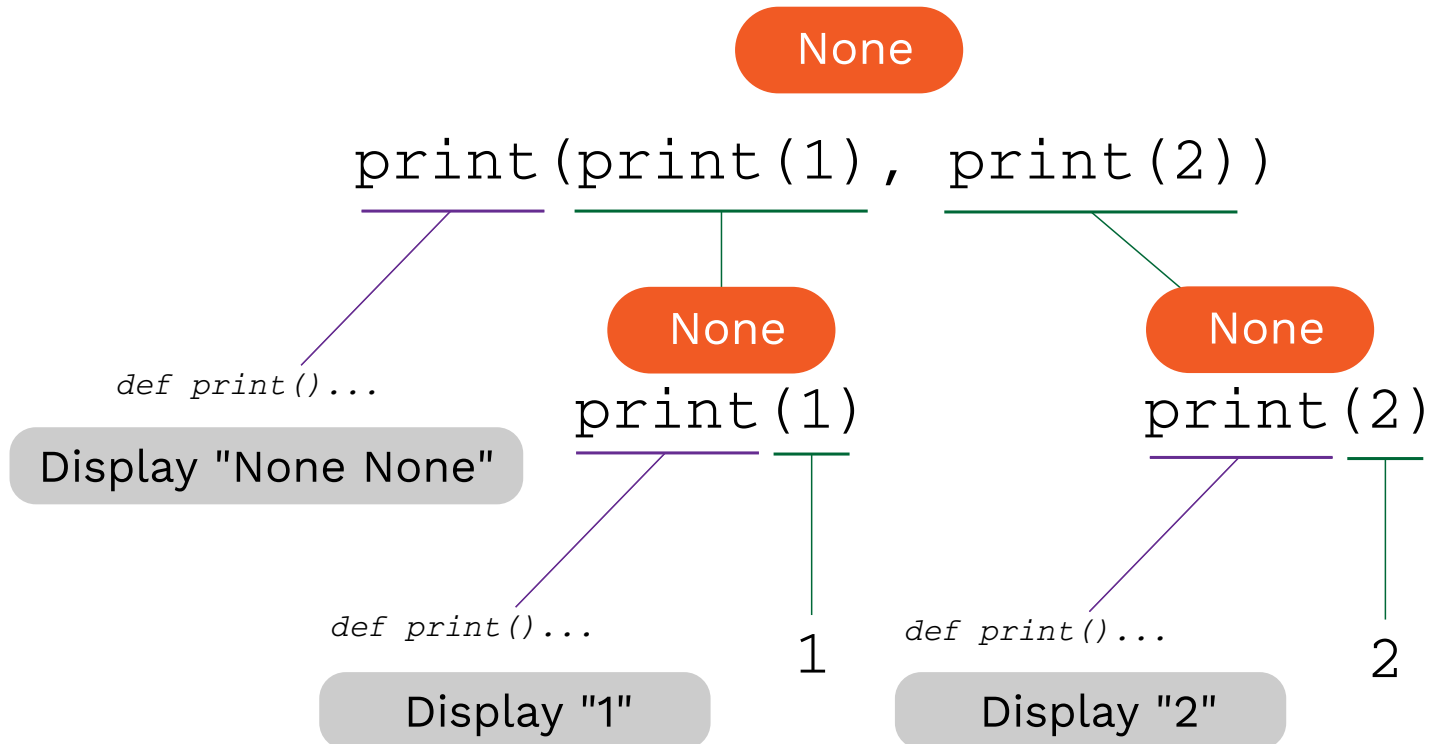 None
print(print(1), print(2))
None
None
def print()...
print(1)
print(2)
Display "None None"
def print()...
1
def print()...
2
Display "1"
Display "2"